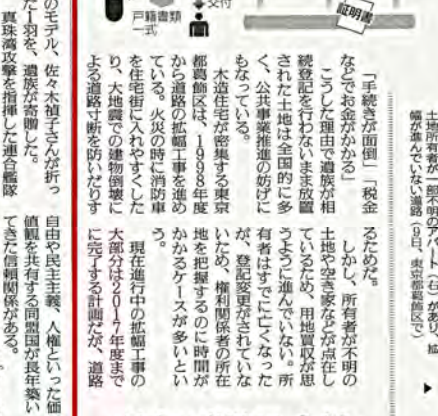 戸籍書類
一式
交付
証明書
土地所有者が一部不明のアパート（右）があり、拡
幅が進んでいない道路（9日、東京都葛飾区で）
「手続きが面倒」「税金
などでお金がかかる」
こうした理由で遺族が相
続登記を行わないまま放置
された土地は全国的に多
く、公共事業推進の妨げに
もなっている。
木造住宅が密集する東京
都葛飾区は、1998年度
から道路の拡幅工事を進め
ている。火災の時に消防車
を住宅街に入れやすくした
り、大地震での建物倒壊に
よる道路寸断を防いだりす
るためだ。
しかし、所有者が不明の
土地や空き家などが点在し
ているため、用地買収が思
うように進んでいない。所
有者はすでに亡くなった
が、登記変更がされていな
いため、権利関係者の所在
地を把握するのに時間が
かかるケースが多いとい
う。
現在進行中の拡幅工事の
大部分は2017年度まで
に完了する計画だが、道路
のモデル、佐々木禎子さんが折っ
た1羽を、遺族が寄贈した。
真珠湾攻撃を指揮した連合艦隊
自由や民主主義、人権といった価
値観を共有する同盟国が長年築い
てきた信頼関係がある。